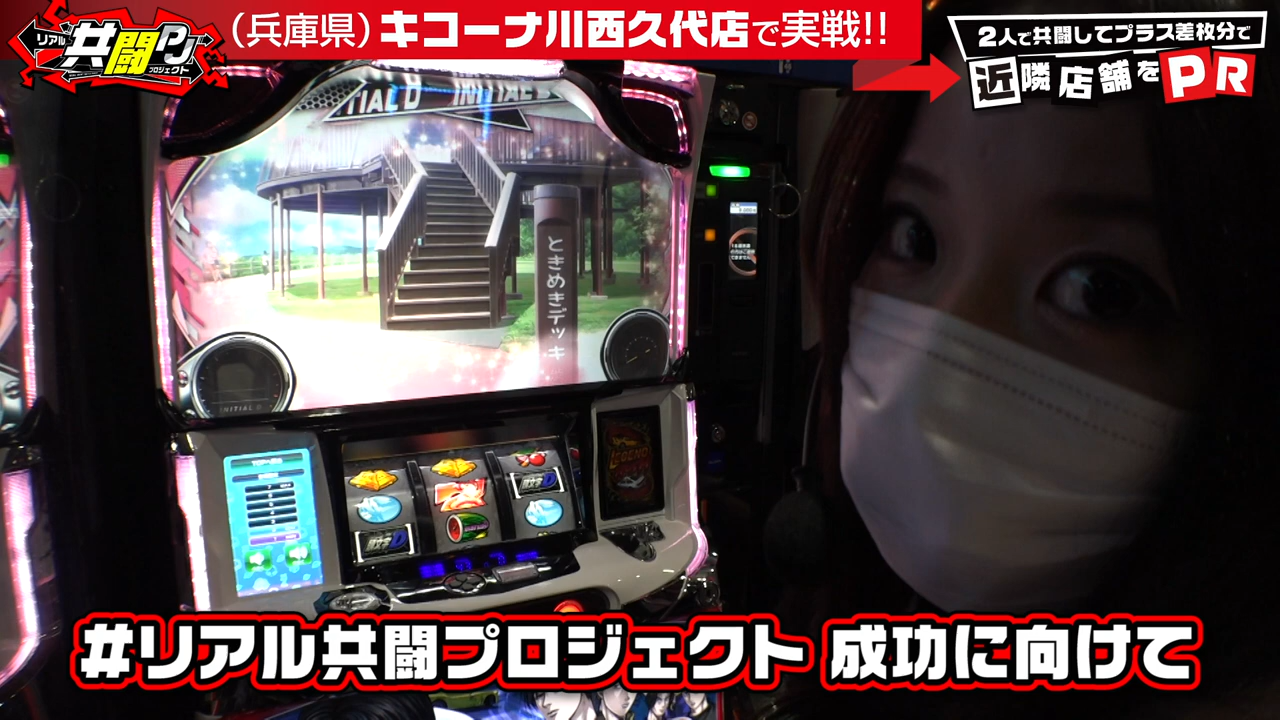 リアル
共闘PJ
プロジェクト
(兵庫県) キコーナ川西久代店で実戦!!
2人で共闘してプラス差枚分で
近隣店舗をPR
INITIAL D
ときめきデッキ
INITIAL D
LEGEND
#リアル共闘プロジェクト 成功に向けて